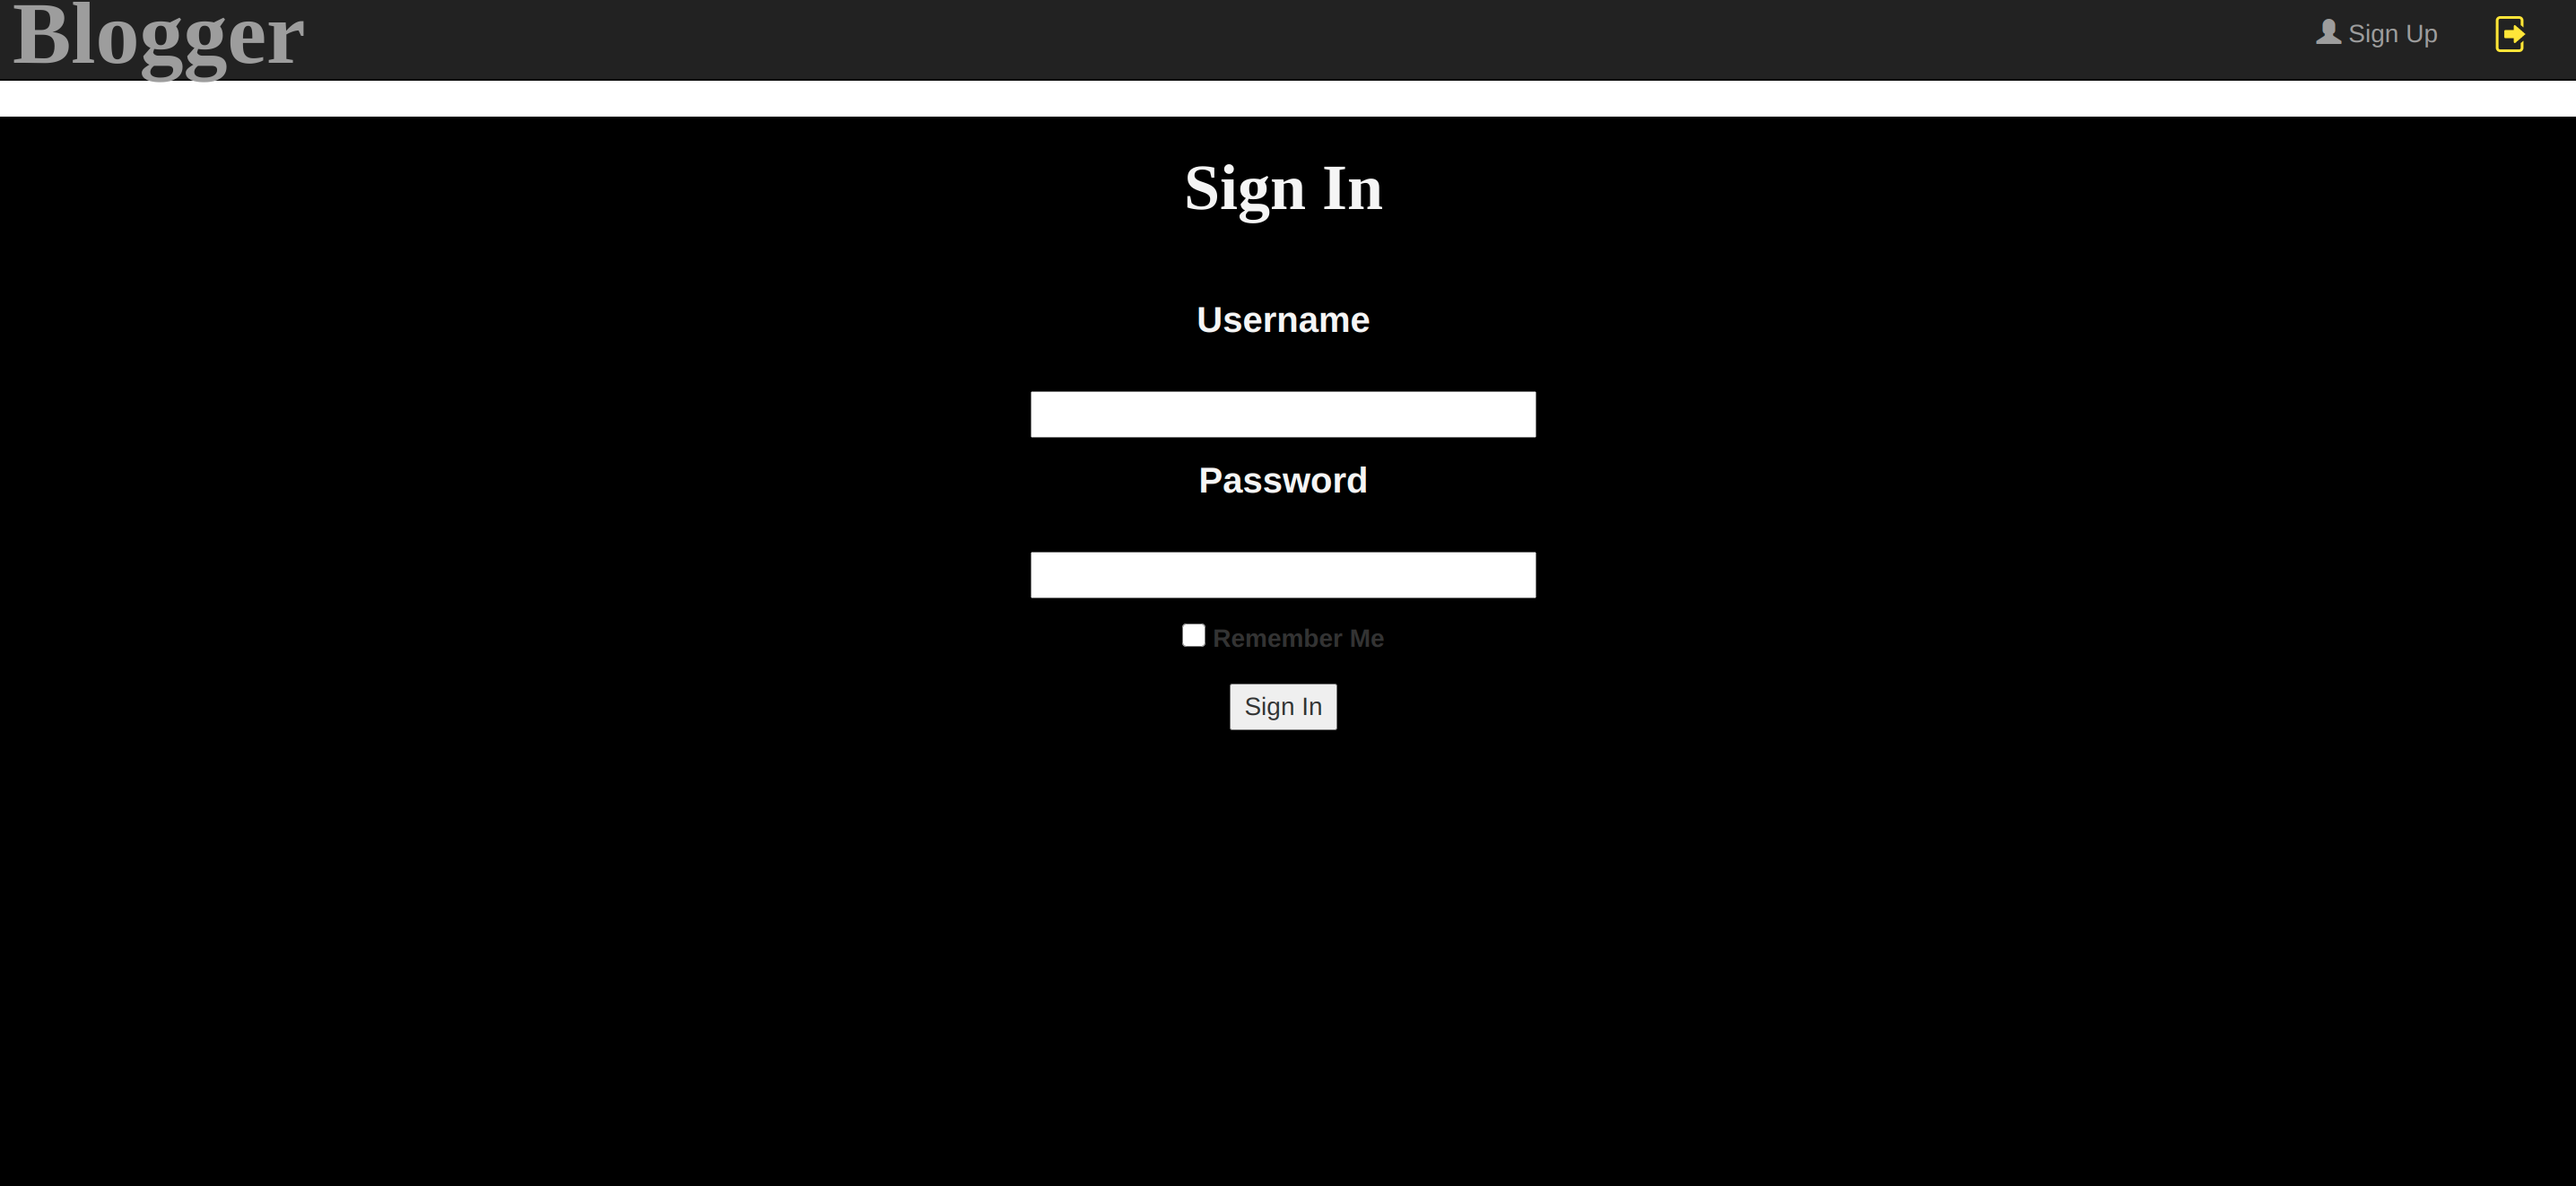 Blogger
Sign Up
Sign In
Username
Password
Remember Me
Sign In